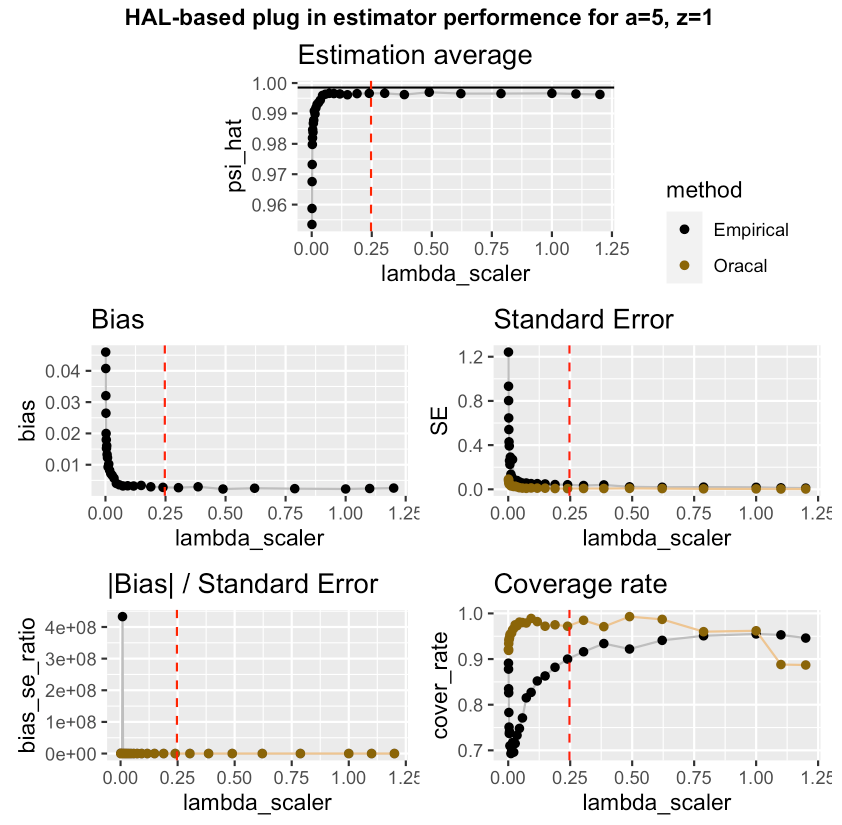 HAL-based plug in estimator performence for a=5, z=1
Estimation average
psi_hat
1.00
0.99
0.98
0.97
0.96
0.00 0.25 0.50 0.75 1.00 1.25
lambda_scaler
method
Empirical
Oracal
Bias
bias
0.04
0.03
0.02
0.01
0.00 0.25 0.50 0.75 1.00 1.25
lambda_scaler
Standard Error
SE
1.2
0.8
0.4
0.0
0.00 0.25 0.50 0.75 1.00 1.25
lambda_scaler
|Bias| / Standard Error
bias_se_ratio
4e+08
3e+08
2e+08
1e+08
0e+00
0.00 0.25 0.50 0.75 1.00 1.25
lambda_scaler
Coverage rate
cover_rate
1.0
0.9
0.8
0.7
0.00 0.25 0.50 0.75 1.00 1.25
lambda_scaler